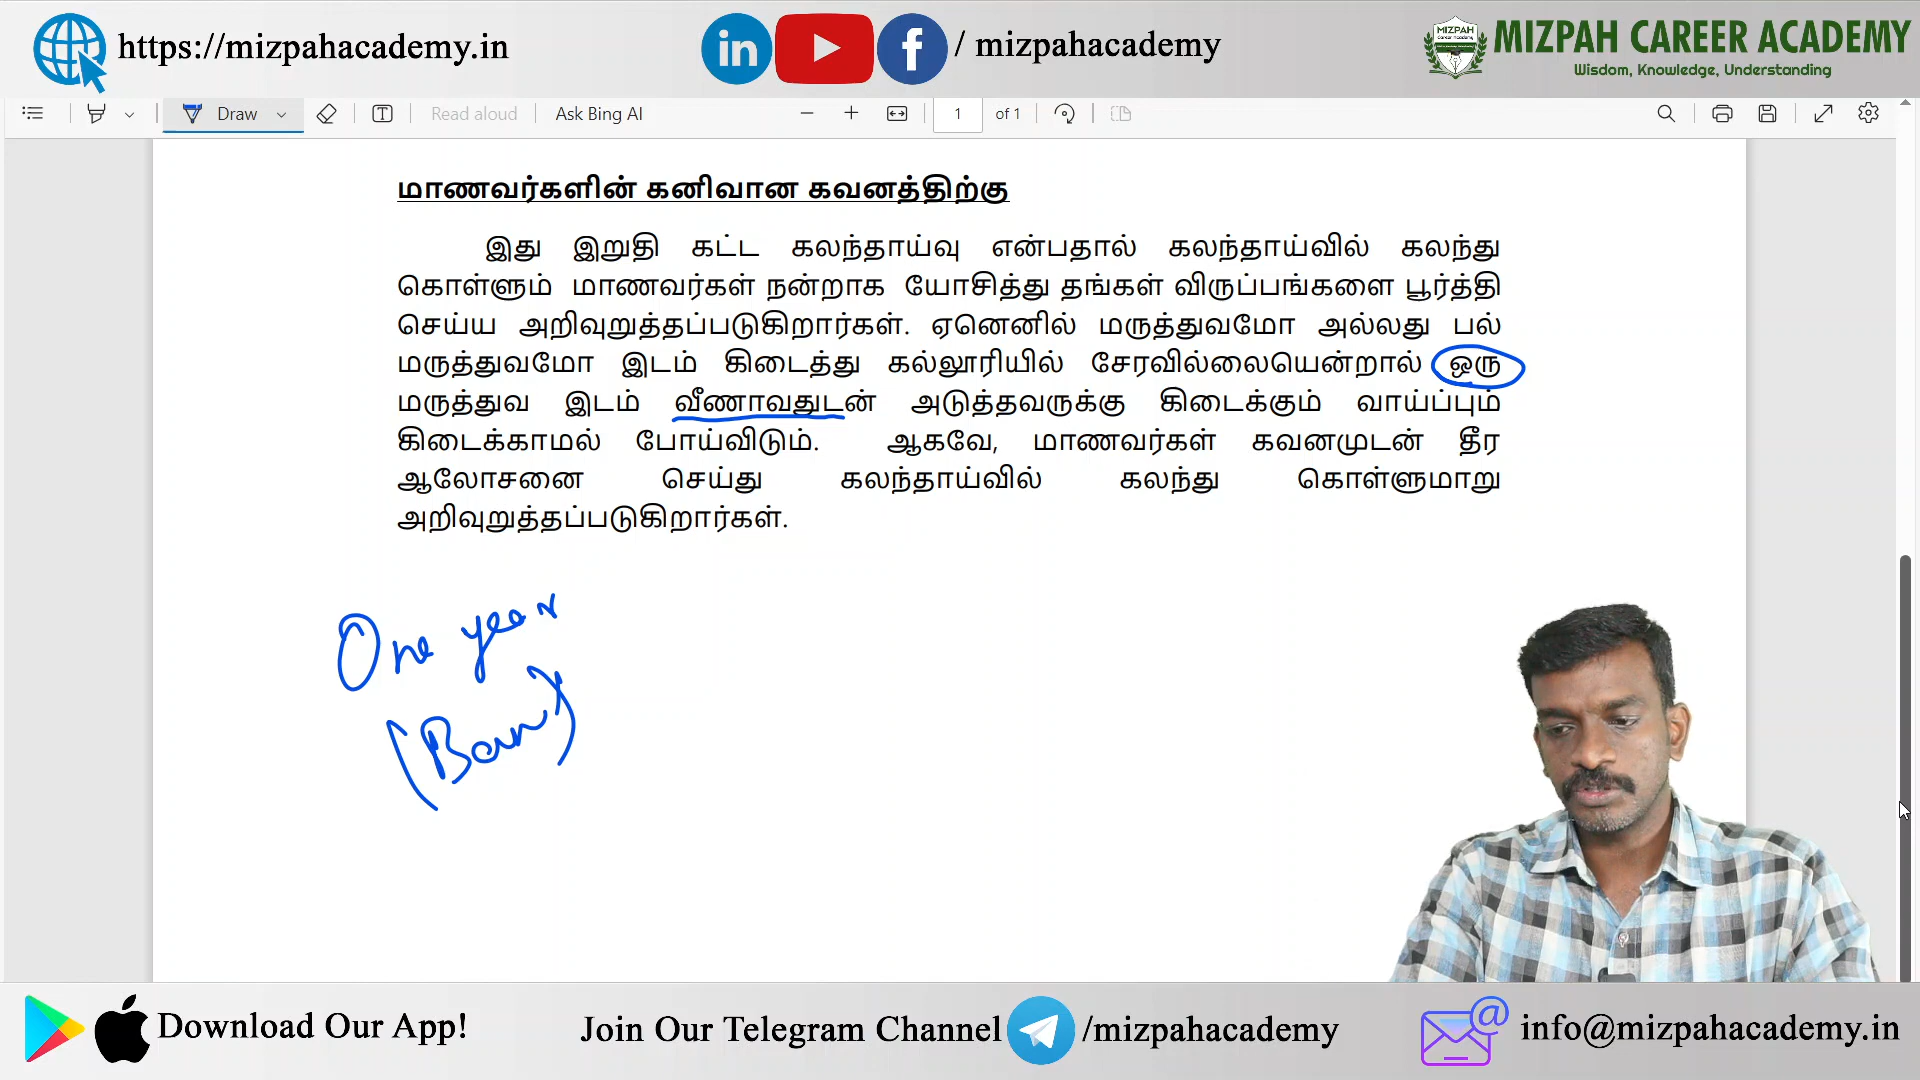 https://mizpahacademy.in
in f / mizpahacademy
MIZPAH
MIZPAH CAREER ACADEMY
Wisdom, Knowledge, Understanding
Draw Read aloud Ask Bing AI 1 of 1
மாணவர்களின் கனிவான கவனத்திற்கு
இது இறுதி கட்ட கலந்தாய்வு என்பதால் கலந்தாய்வில் கலந்து
கொள்ளும் மாணவர்கள் நன்றாக யோசித்து தங்கள் விருப்பங்களை பூர்த்தி
செய்ய அறிவுறுத்தப்படுகிறார்கள். ஏனெனில் மருத்துவமோ அல்லது பல்
மருத்துவமோ இடம் கிடைத்து கல்லூரியில் சேரவில்லையென்றால் ஒரு
மருத்துவ இடம் வீணாவதுடன் அடுத்தவருக்கு கிடைக்கும் வாய்ப்பும்
கிடைக்காமல் போய்விடும். ஆகவே, மாணவர்கள் கவனமுடன் தீர
ஆலோசனை செய்து கலந்தாய்வில் கலந்து கொள்ளுமாறு
அறிவுறுத்தப்படுகிறார்கள்.
One year
(Ban)
Download Our App!
Join Our Telegram Channel /mizpahacademy
@ info@mizpahacademy.in